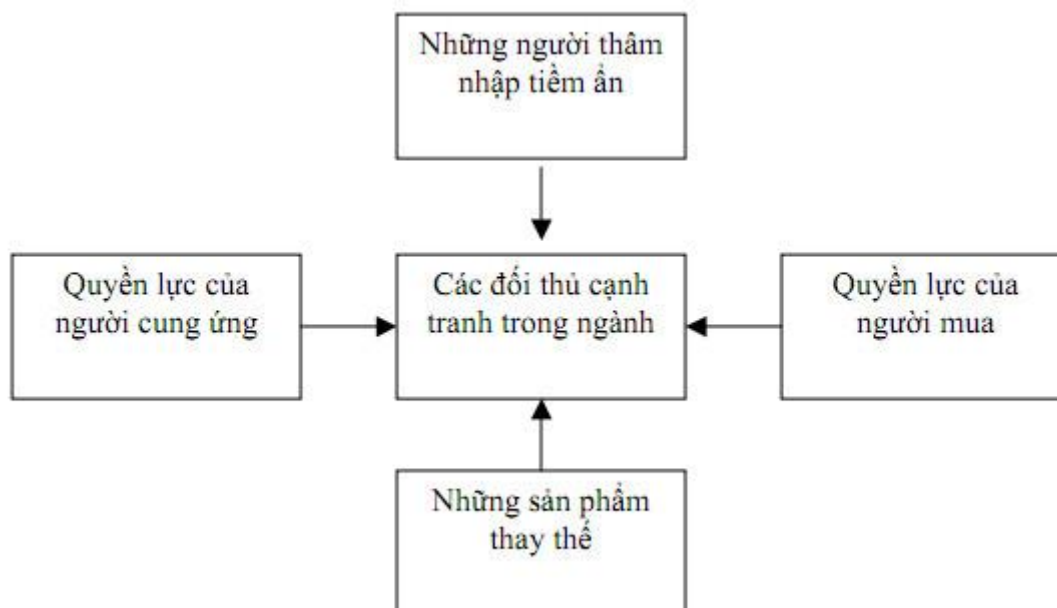 Những người thâm
nhập tiềm ẩn
Quyền lực của
người cung ứng
Các đối thủ cạnh
tranh trong ngành
Quyền lực của
người mua
Những sản phẩm
thay thế